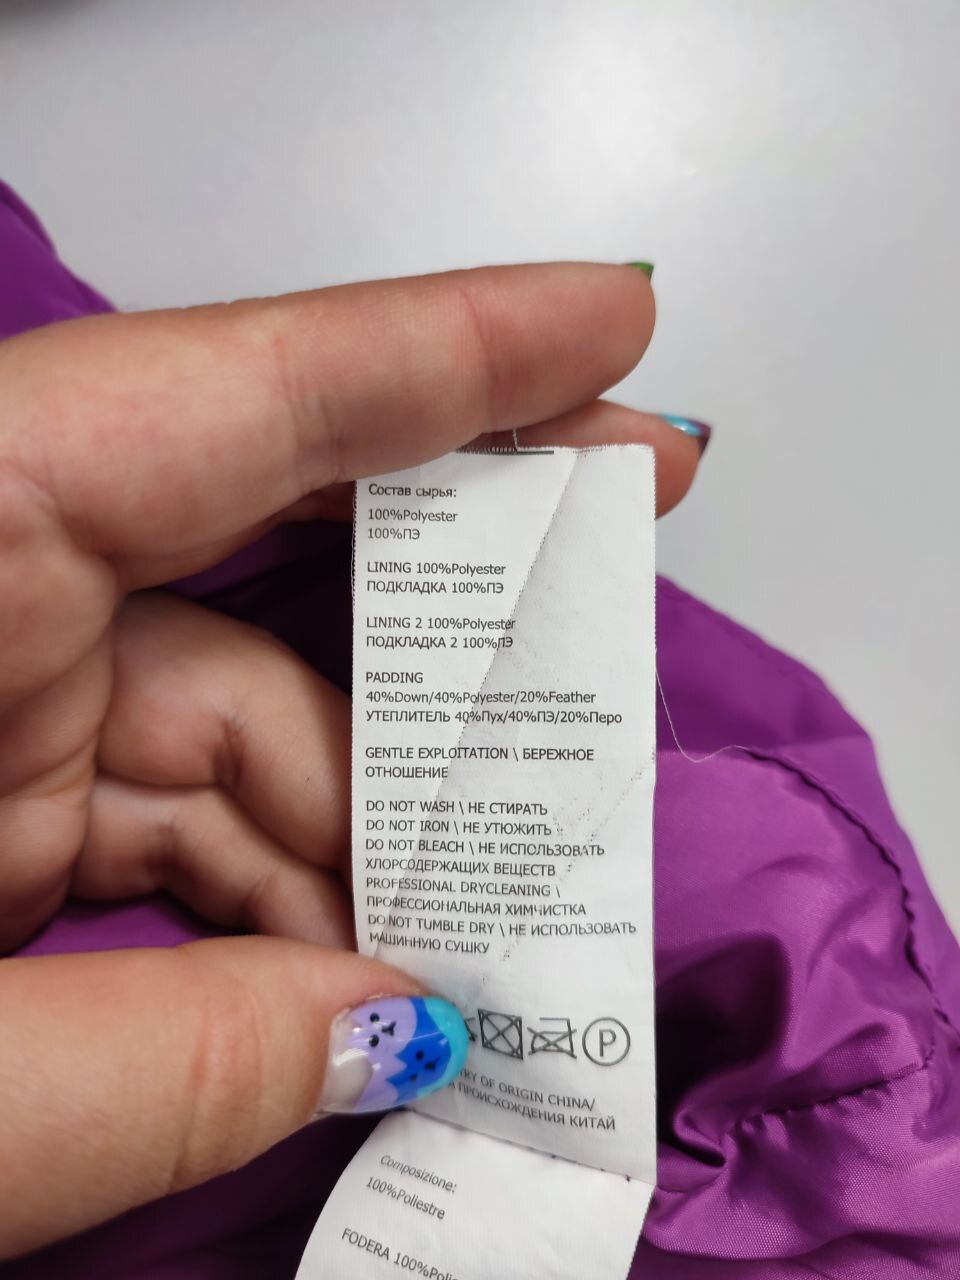 Состав сырья:
100%Polyester
100%ПЭ
LINING 100%Polyester
ПОДКЛАДКА 100%ПЭ
LINING 2 100%Polyester
ПОДКЛАДКА 2 100%ПЭ
PADDING
40%Down/40%Polyester/20%Feather
УТЕПЛИТЕЛЬ 40%Пух/40%ПЭ/20%Перо
GENTLE EXPLOITATION \ БЕРЕЖНОЕ
ОТНОШЕНИЕ
DO NOT WASH \ НЕ СТИРАТЬ
DO NOT IRON \ НЕ УТЮЖИТЬ
DO NOT BLEACH \ НЕ ИСПОЛЬЗОВАТЬ
ХЛОРСОДЕРЖАЩИХ ВЕЩЕСТВ
PROFESSIONAL DRYCLEANING \
ПРОФЕССИОНАЛЬНАЯ ХИМЧИСТКА
DO NOT TUMBLE DRY \ НЕ ИСПОЛЬЗОВАТЬ
МАШИННУЮ СУШКУ
P
OF ORIGIN CHINA/
ПРОИСХОЖДЕНИЯ КИТАЙ
Composizione:
100%Poliestre
FODERA 100%